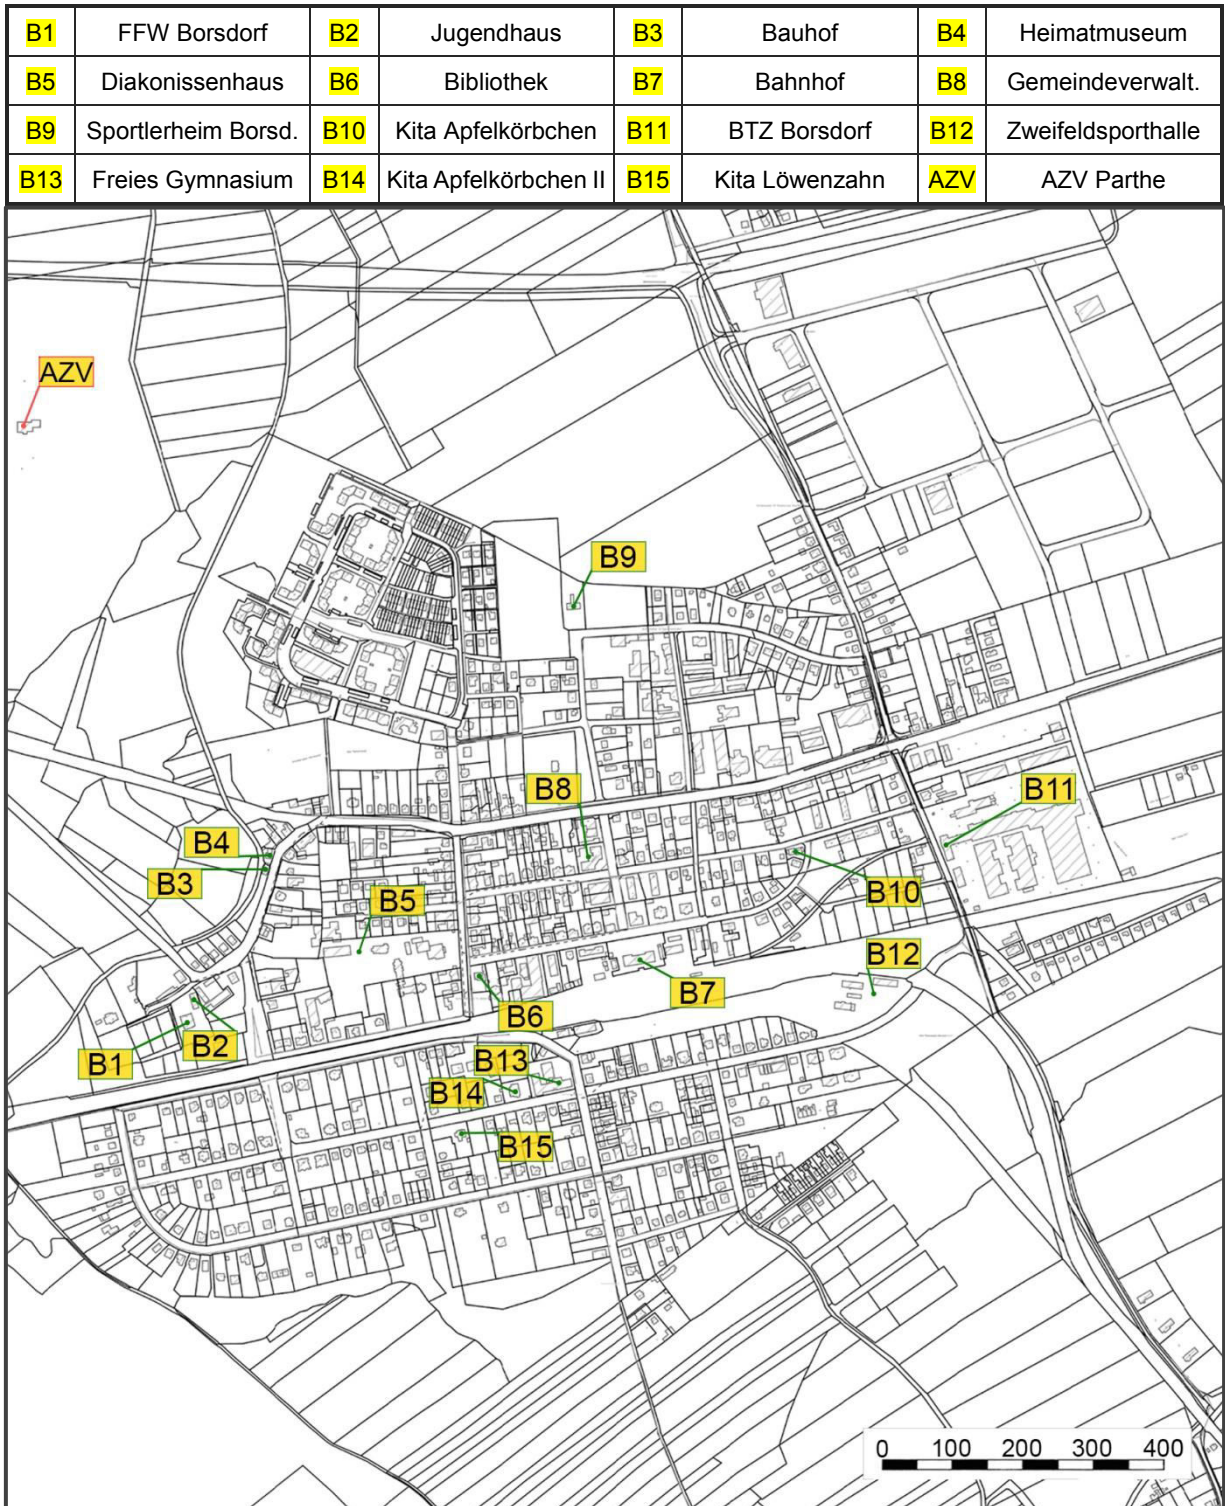 B1 FFW Borsdorf B2 Jugendhaus B3 Bauhof B4 Heimatmuseum
B5 Diakonissenhaus B6 Bibliothek B7 Bahnhof B8 Gemeindeverwalt.
B9 Sportlerheim Borsd. B10 Kita Apfelkörbchen B11 BTZ Borsdorf B12 Zweifeldsporthalle
B13 Freies Gymnasium B14 Kita Apfelkörbchen II B15 Kita Löwenzahn AZV AZV Parthe
AZV
B9
B8
B11
B4
B3
B5
B10
B12
B7
B6
B2
B1
B13
B14
B15
0 100 200 300 400